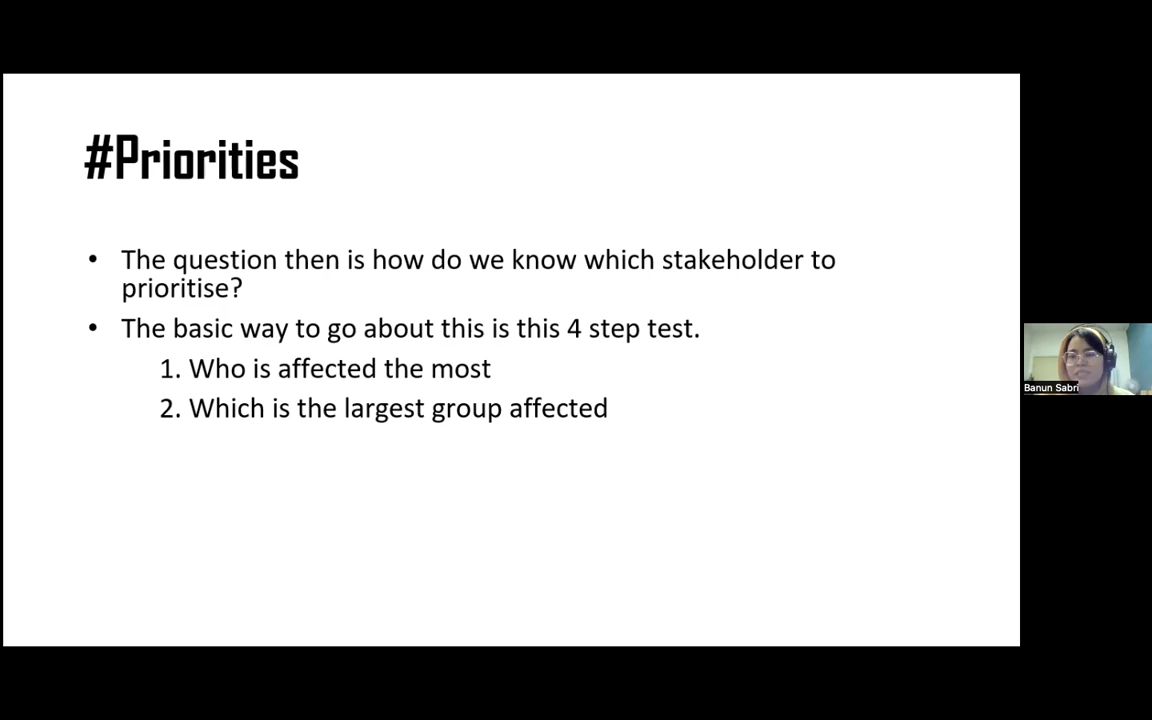 #Priorities
• The question then is how do we know which stakeholder to
prioritise?
• The basic way to go about this is this 4 step test.
1. Who is affected the most
2. Which is the largest group affected
Banun Sabri